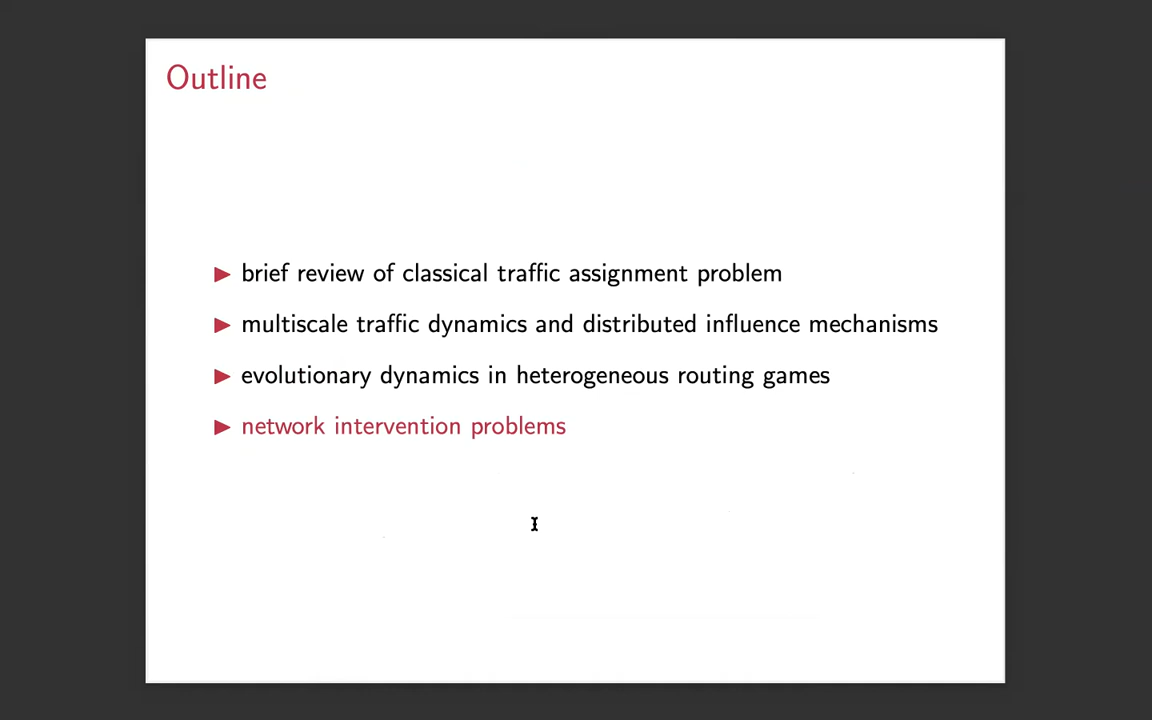 Outline
brief review of classical traffic assignment problem
multiscale traffic dynamics and distributed influence mechanisms
evolutionary dynamics in heterogeneous routing games
network intervention problems